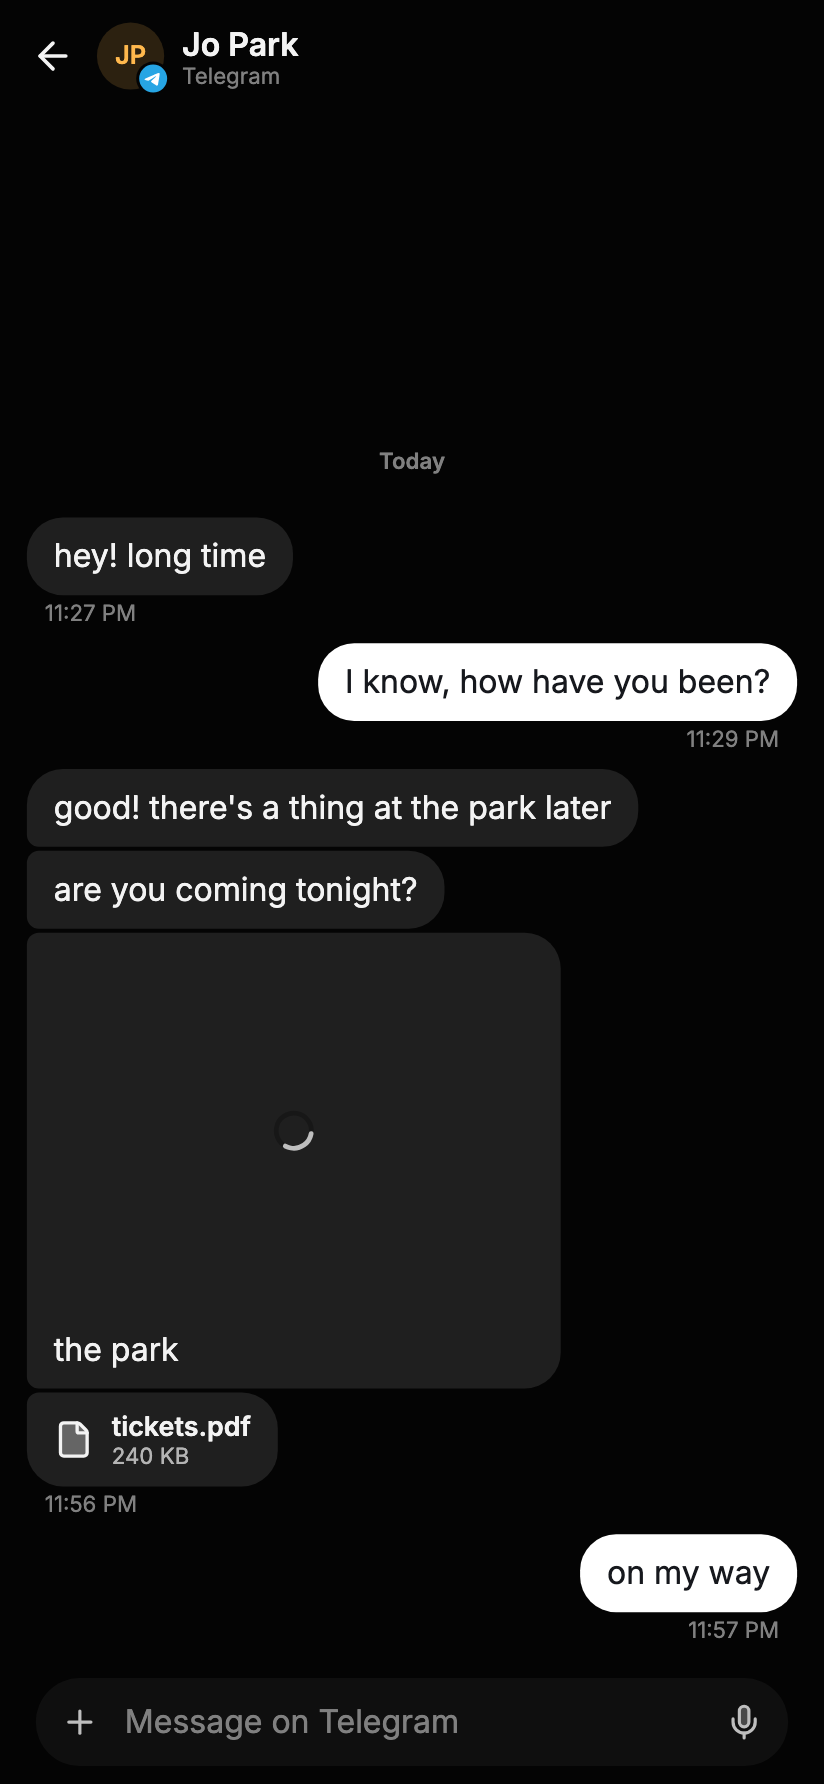 JP
Jo Park
Telegram
Today
hey! long time
11:27 PM
I know, how have you been?
11:29 PM
good! there's a thing at the park later
are you coming tonight?
the park
tickets.pdf
240 KB
11:56 PM
on my way
11:57 PM
Message on Telegram